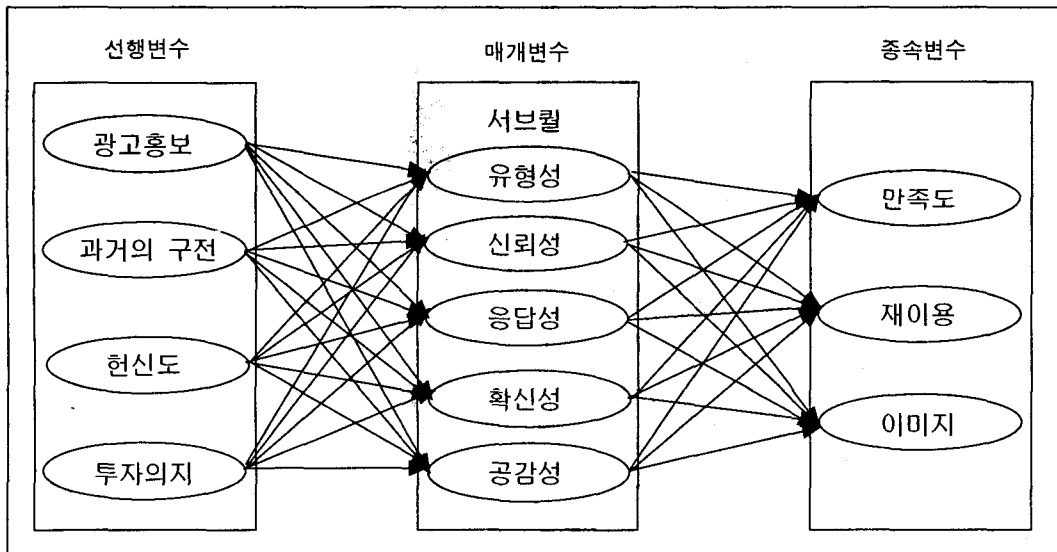 선행변수
매개변수
종속변수
광고홍보
과거의 구전
헌신도
투자의지
서브퀄
유형성
신뢰성
응답성
확신성
공감성
만족도
재이용
이미지